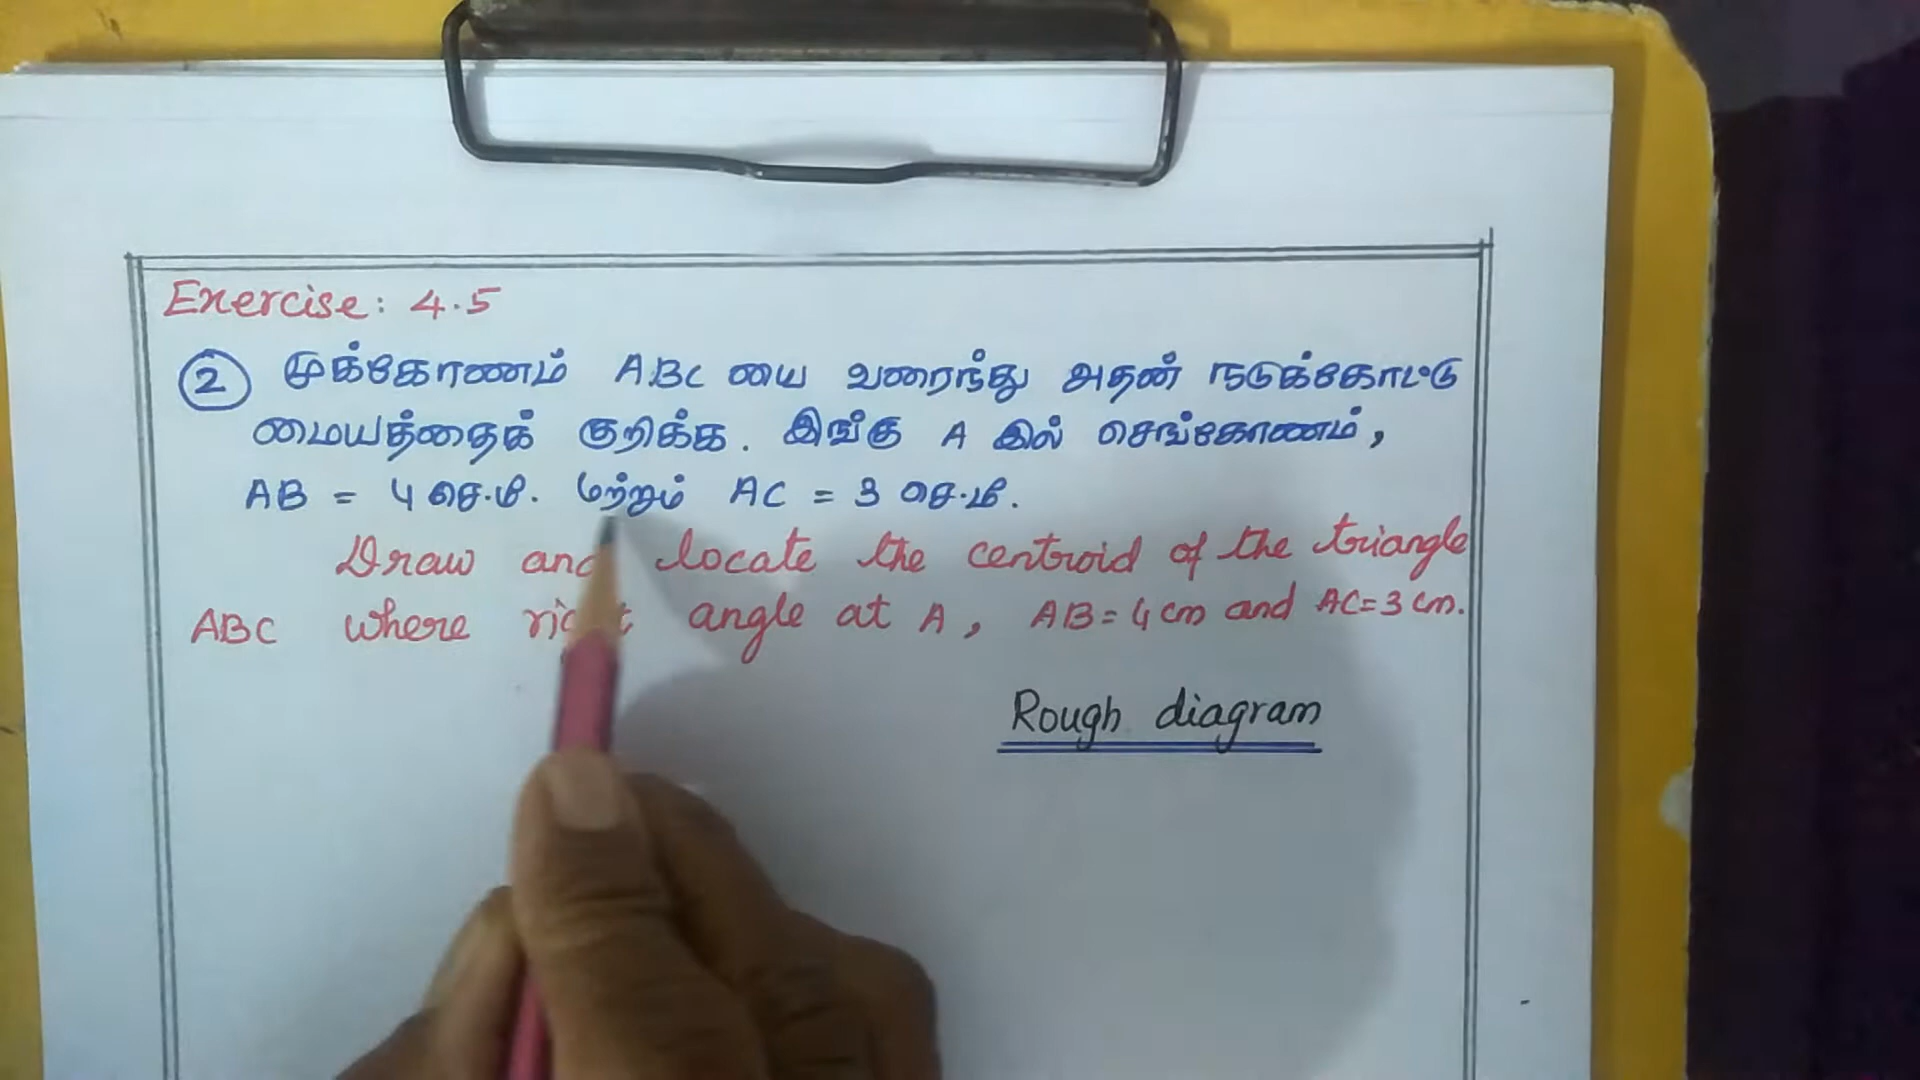 Exercise: 4.5
2 முக்கோணம் ABC யை வரைந்து அதன் நடுக்கோட்டு
மையத்தைக் குறிக்க. இங்கு A இல் செங்கோணம்,
AB = 4 செ.மீ. மற்றும் AC = 3 செ.மீ.
Draw and locate the centroid of the triangle
ABC where right angle at A, AB = 4 cm and AC = 3 cm.
Rough diagram